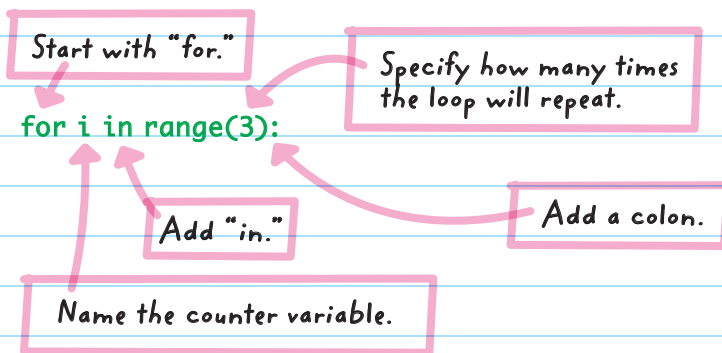 Start with “for.”
Specify how many times
the loop will repeat.
for i in range(3):
Add “in.”
Add a colon.
Name the counter variable.